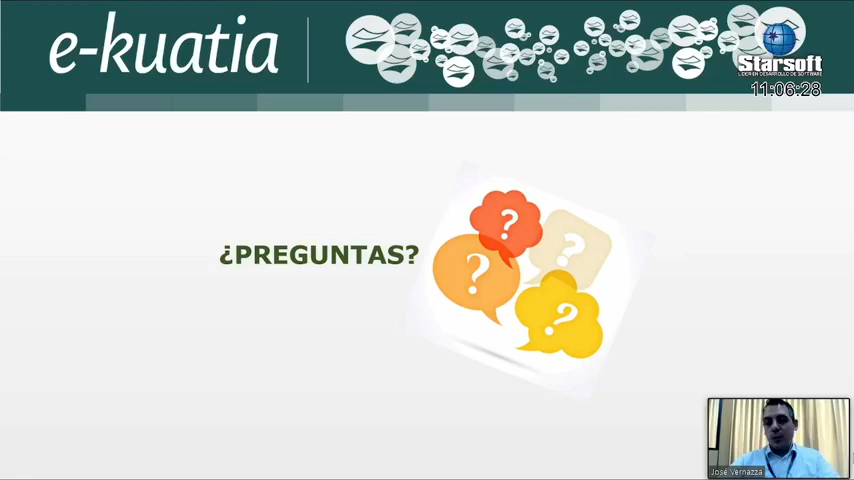 e-kuatia
Starsoft
LIDER EN DESARROLLO DE SOFTWARE
11:06:28
¿PREGUNTAS?
?
?
?
?
José Vernazza